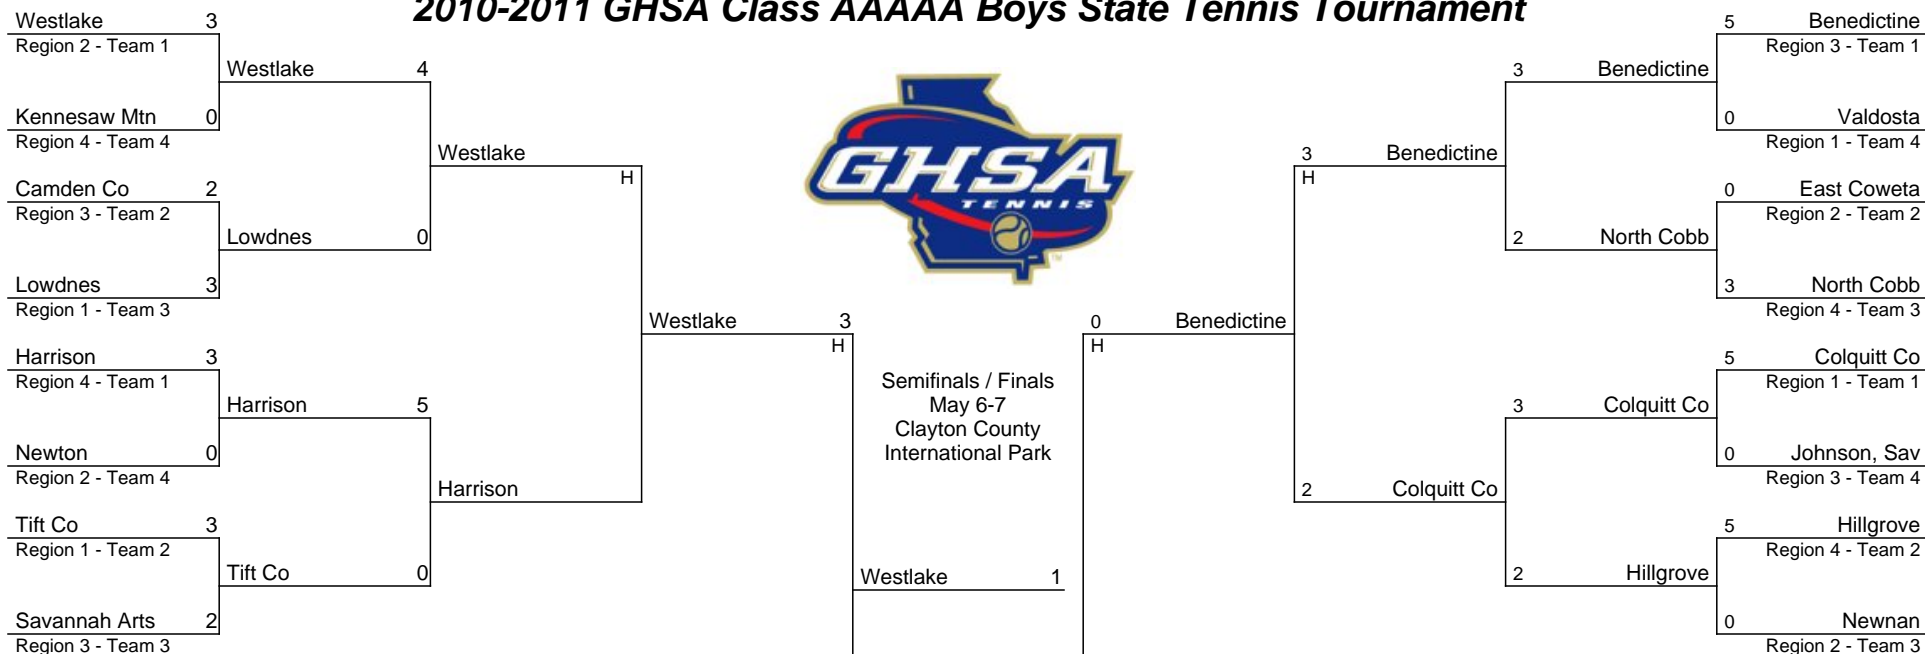 2010-2011 GHSA Class AAAAA Boys State Tennis Tournament
Westlake 3
Region 2 - Team 1
Westlake 4
Kennesaw Mtn 0
Region 4 - Team 4
Westlake
H
Camden Co 2
Region 3 - Team 2
Lowdnes 0
Lowdnes 3
Region 1 - Team 3
Westlake 3
H
Harrison 3
Region 4 - Team 1
Harrison 5
Newton 0
Region 2 - Team 4
Harrison
Tift Co 3
Region 1 - Team 2
Tift Co 0
Savannah Arts 2
Region 3 - Team 3
GHSA
TENNIS
TM
Semifinals / Finals
May 6-7
Clayton County
International Park
Westlake 1
5 Benedictine
Region 3 - Team 1
3 Benedictine
0 Valdosta
Region 1 - Team 4
3 Benedictine
H
0 East Coweta
Region 2 - Team 2
2 North Cobb
3 North Cobb
Region 4 - Team 3
0 Benedictine
H
5 Colquitt Co
Region 1 - Team 1
3 Colquitt Co
0 Johnson, Sav
Region 3 - Team 4
2 Colquitt Co
5 Hillgrove
Region 4 - Team 2
2 Hillgrove
0 Newnan
Region 2 - Team 3